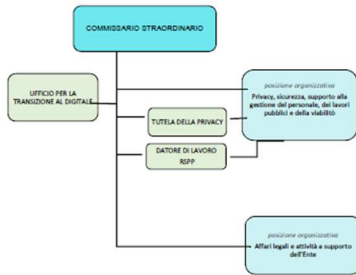 COMMISSARIO STRAORDINARIO
UFFICIO PER LA
TRANSIZIONE AL DIGITALE
posizione organizzativa
Privacy, sicurezza, supporto alla
gestione del personale, dei lavori
pubblici e della viabilitò
TUTELA DELLA PRIVACY
DATORE DI LAVORO
RSPP
posizione organizzativa
Affari legali e attività a supporto
dell'Ente